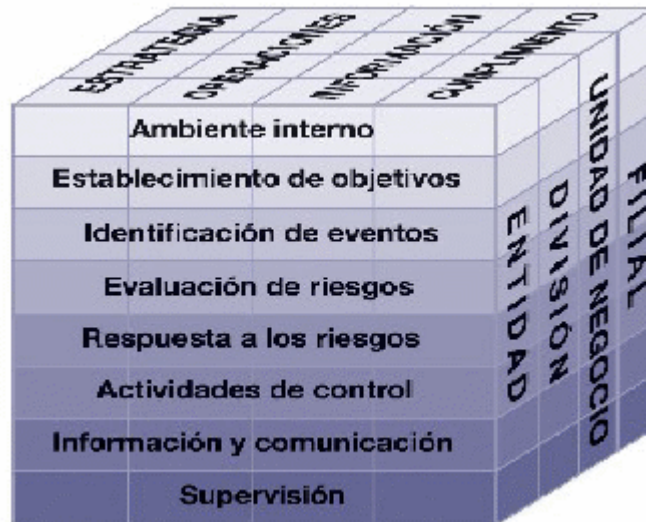 ESTRATEGIA
OPERACIONES
INFORMACIÓN
CUMPLIMIENTO
Ambiente interno
Establecimiento de objetivos
Identificación de eventos
Evaluación de riesgos
Respuesta a los riesgos
Actividades de control
Información y comunicación
Supervisión
ENTIDAD
DIVISIÓN
UNIDAD DE NEGOCIO
FILIAL